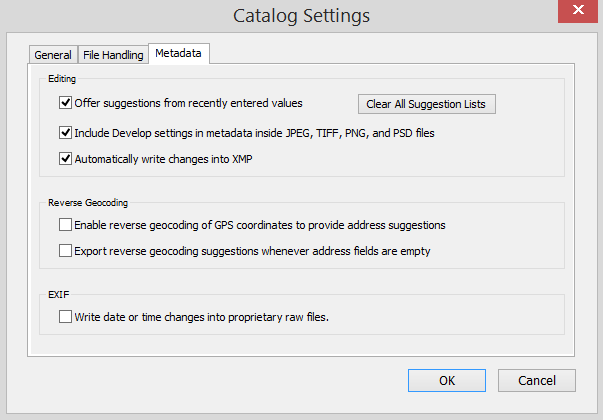 Catalog Settings
General File Handling Metadata
Editing
Offer suggestions from recently entered values Clear All Suggestion Lists
Include Develop settings in metadata inside JPEG, TIFF, PNG, and PSD files
Automatically write changes into XMP
Reverse Geocoding
Enable reverse geocoding of GPS coordinates to provide address suggestions
Export reverse geocoding suggestions whenever address fields are empty
EXIF
Write date or time changes into proprietary raw files.
OK Cancel